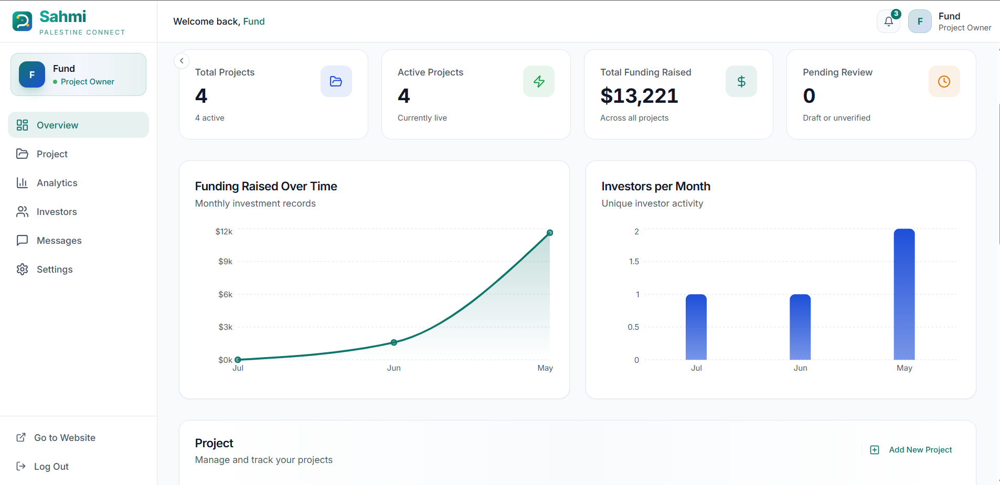 Sahmi
PALESTINE CONNECT
Welcome back, Fund
3
F
Fund
Project Owner
F
Fund
Project Owner
Overview
Project
Analytics
Investors
Messages
Settings
Go to Website
Log Out
Total Projects
4
4 active
Active Projects
4
Currently live
Total Funding Raised
$13,221
Across all projects
Pending Review
0
Draft or unverified
Funding Raised Over Time
Monthly investment records
$12k
$9k
$6k
$3k
$0k
Jul Jun May
Investors per Month
Unique investor activity
2
1.5
1
0.5
0
Jul Jun May
Project
Manage and track your projects
Add New Project